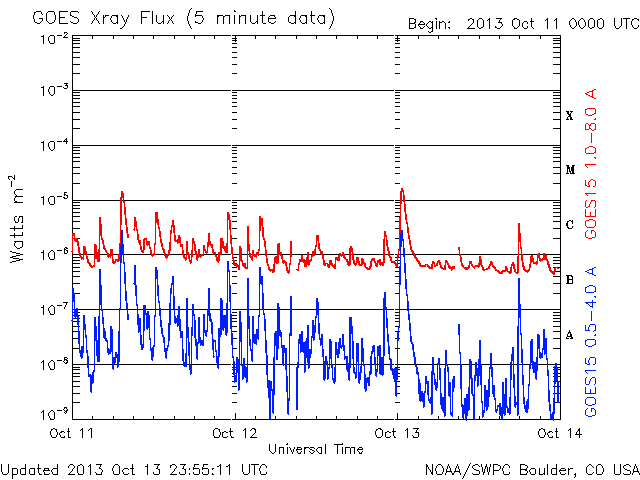 GOES Xray Flux (5 minute data)
Begin: 2013 Oct 11 0000 UTC
10⁻²
10⁻³
10⁻⁴
10⁻⁵
10⁻⁶
10⁻⁷
10⁻⁸
10⁻⁹
Watts m⁻²
X
M
C
B
A
GOES15 1.0–8.0 A
GOES15 0.5–4.0 A
Oct 11
Oct 12
Oct 13
Oct 14
Universal Time
Updated 2013 Oct 13 23:55:11 UTC
NOAA/SWPC Boulder, CO USA